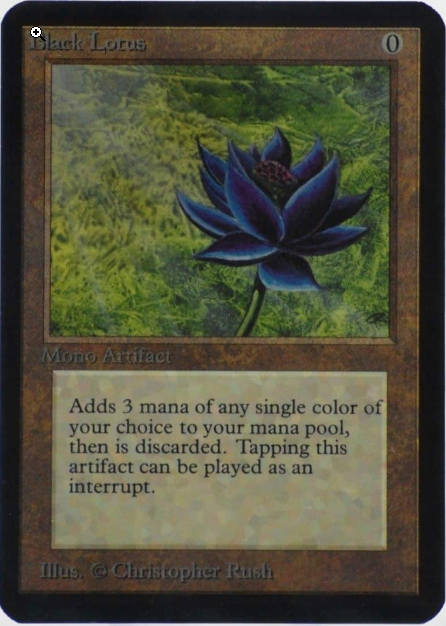 Black Lotus
0
Mono Artifact
Adds 3 mana of any single color of
your choice to your mana pool,
then is discarded. Tapping this
artifact can be played as an
interrupt.
Illus. © Christopher Rush